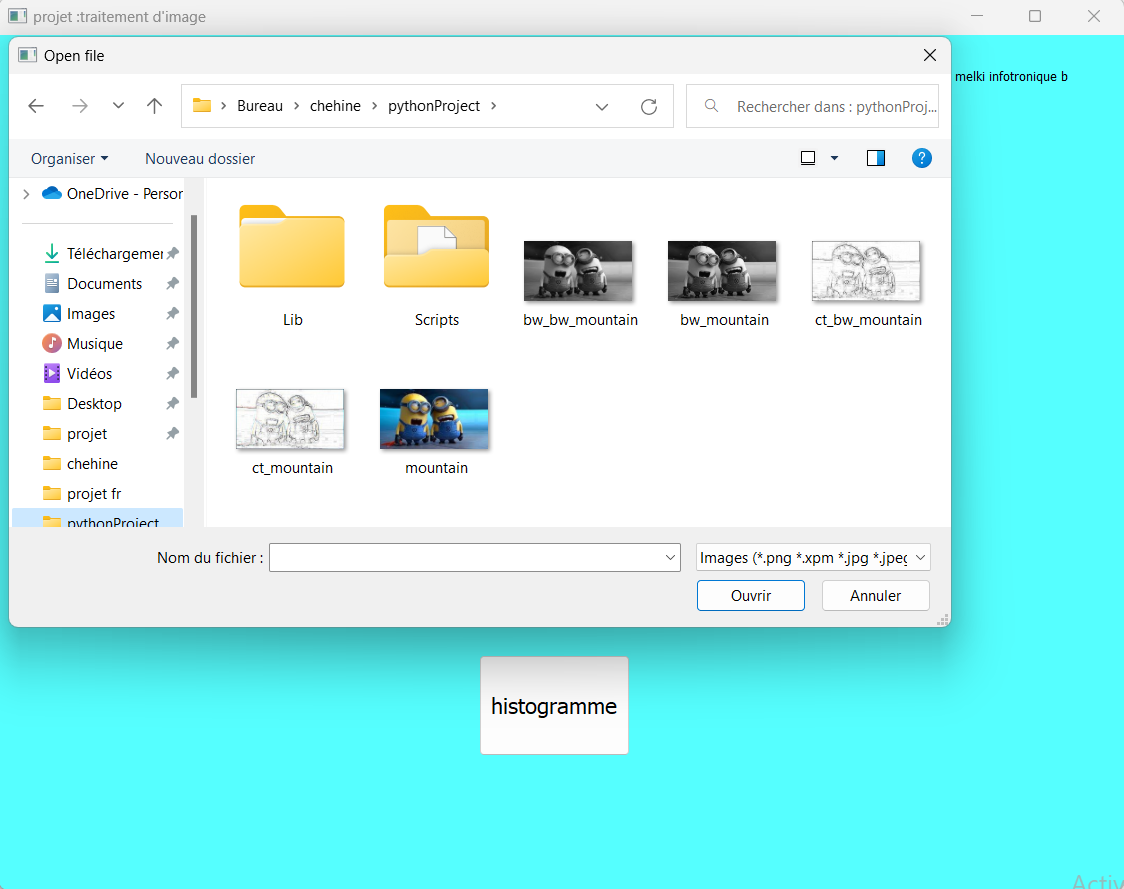 projet :traitement d'image
Open file
melki infotronique b
Bureau > chehine > pythonProject >
Rechercher dans : pythonProj...
Organiser
Nouveau dossier
OneDrive - Person
Téléchargemen
Documents
Images
Musique
Vidéos
Desktop
projet
chehine
projet fr
pythonProject
Lib
Scripts
bw_bw_mountain
bw_mountain
ct_bw_mountain
ct_mountain
mountain
Nom du fichier :
Images (*.png *.xpm *.jpg *.jpeg
Ouvrir
Annuler
histogramme
Activ